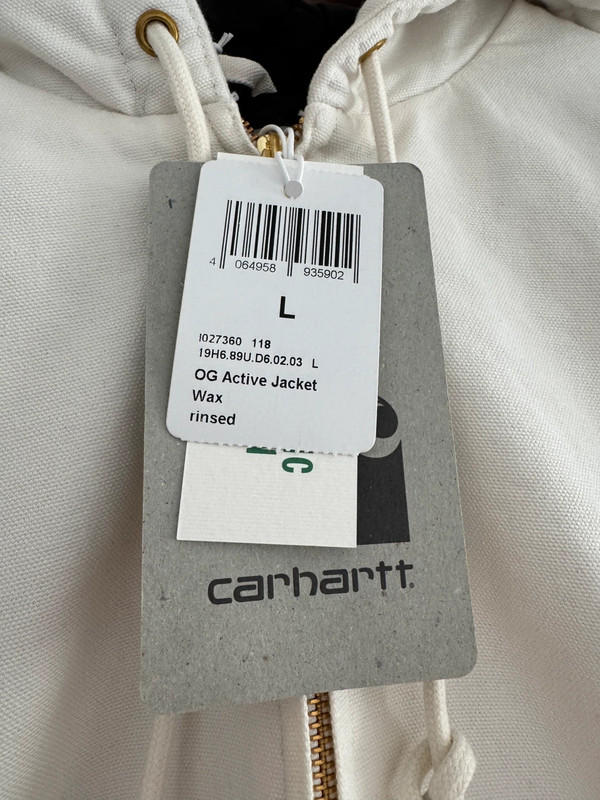 4 064958 935902
L
I027360 118
19H6.89U.D6.02.03 L
OG Active Jacket
Wax
rinsed
C
carhartt.